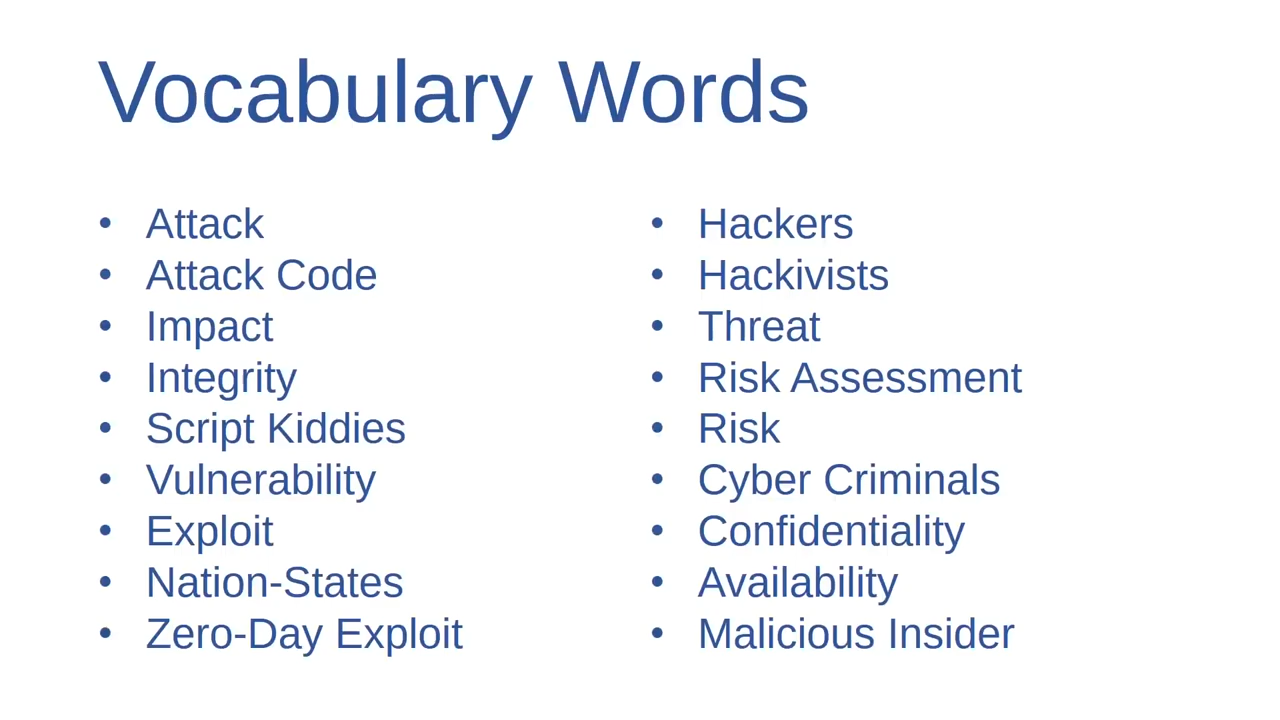 Vocabulary Words
• Attack
• Attack Code
• Impact
• Integrity
• Script Kiddies
• Vulnerability
• Exploit
• Nation-States
• Zero-Day Exploit
• Hackers
• Hackivists
• Threat
• Risk Assessment
• Risk
• Cyber Criminals
• Confidentiality
• Availability
• Malicious Insider